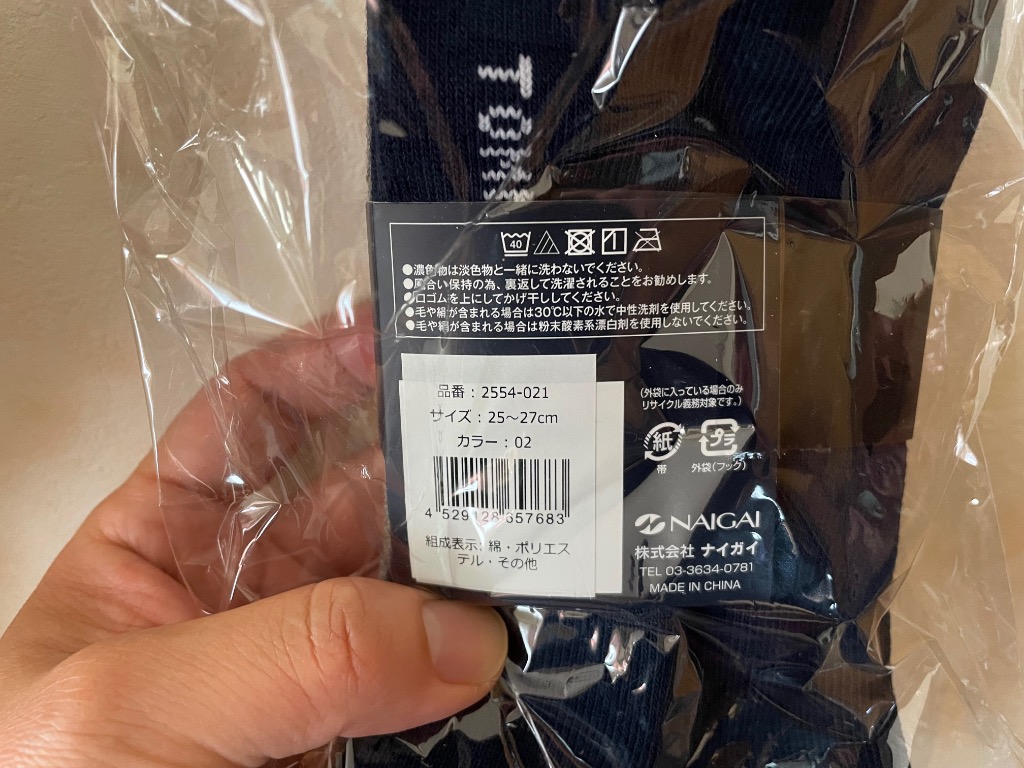 TOMM
40
●濃色物は淡色物と一緒に洗わないでください。
●風合い保持の為、裏返して洗濯されることをお勧めします。
●口ゴムを上にしてかげ干ししてください。
●毛や絹が含まれる場合は30℃以下の水で中性洗剤を使用してください。
●毛や絹が含まれる場合は粉末酸素系漂白剤を使用しないでください。
品番：2554-021
サイズ：25～27cm
カラー：02
4 529128 657683
組成表示: 綿・ポリエス
テル・その他
(外袋に入っている場合のみ
リサイクル義務対象です。)
紙 プラ
帯 外袋(フック)
NAIGAI
株式会社 ナイガイ
TEL 03-3634-0781
MADE IN CHINA